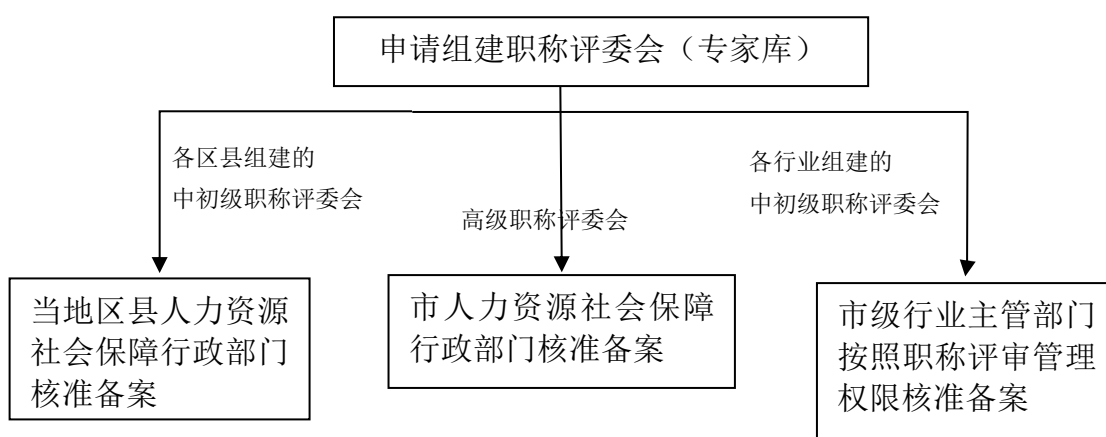 申请组建职称评委会（专家库）
各区县组建的
中初级职称评委会
高级职称评委会
各行业组建的
中初级职称评委会
当地区县人力资源
社会保障行政部门
核准备案
市人力资源社会保障
行政部门核准备案
市级行业主管部门
按照职称评审管理
权限核准备案